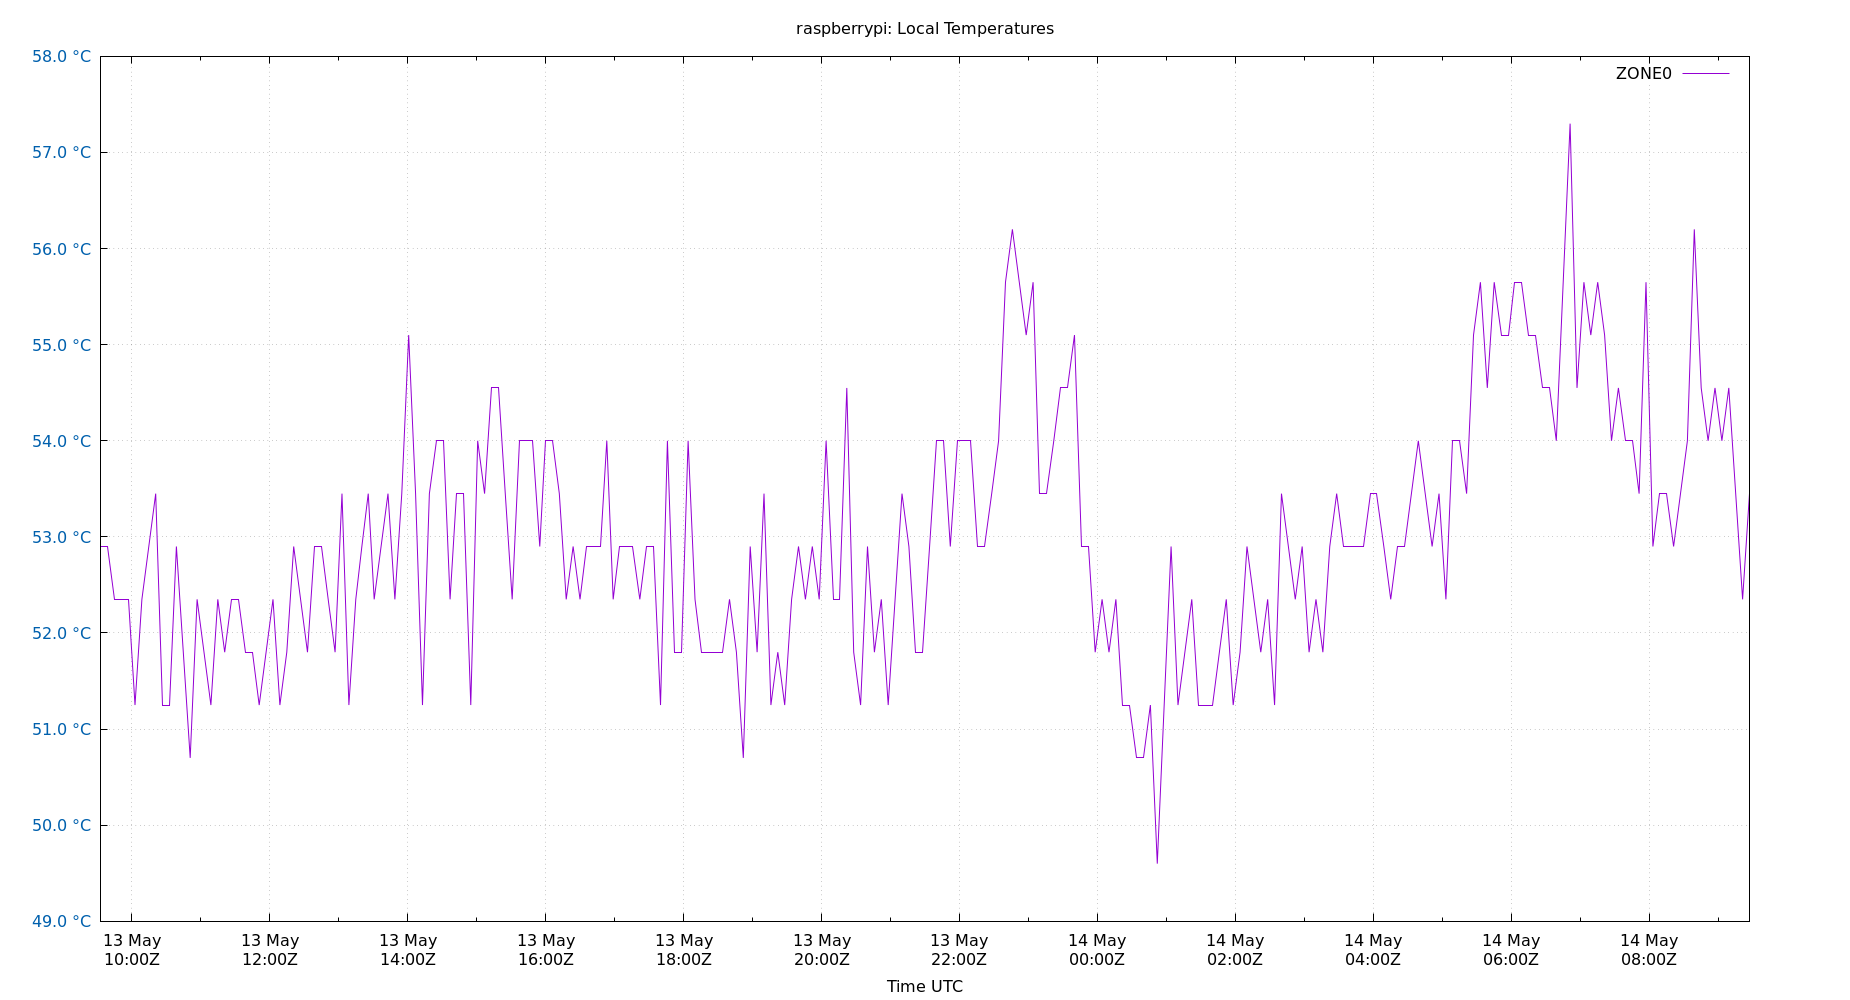 raspberrypi: Local Temperatures
58.0 °C
ZONE0
57.0 °C
56.0 °C
55.0 °C
54.0 °C
53.0 °C
52.0 °C
51.0 °C
50.0 °C
49.0 °C
13 May 13 May 13 May 13 May 13 May 13 May 13 May 14 May 14 May 14 May 14 May 14 May
10:00Z 12:00Z 14:00Z 16:00Z 18:00Z 20:00Z 22:00Z 00:00Z 02:00Z 04:00Z 06:00Z 08:00Z
Time UTC